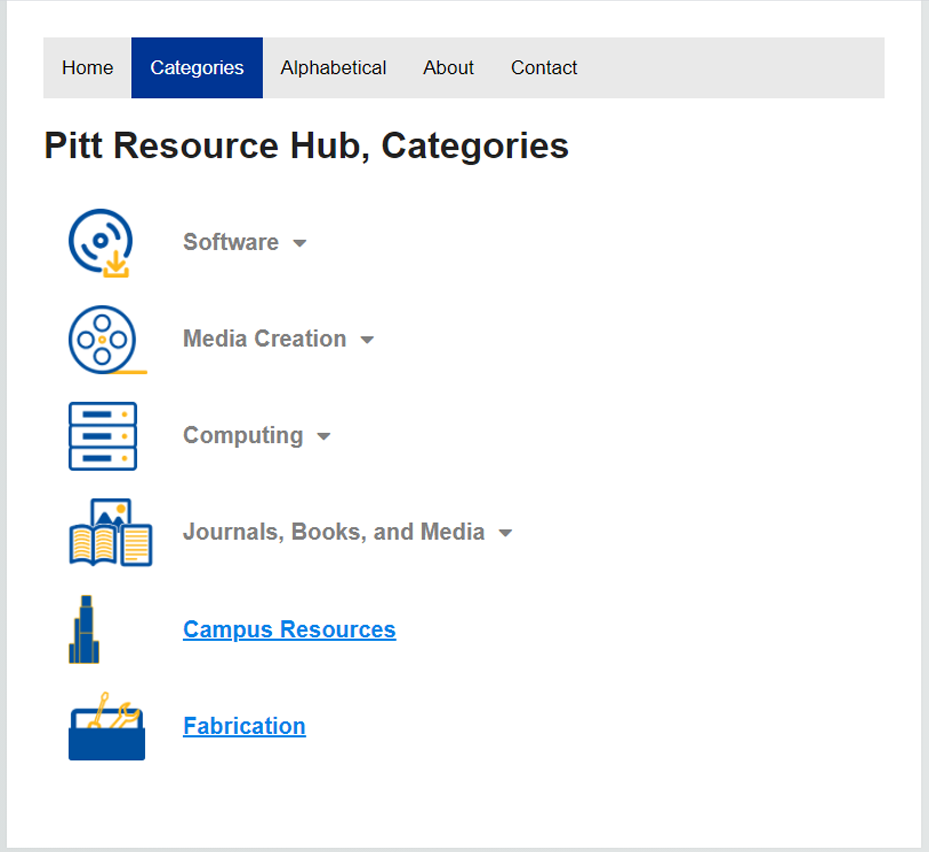 Home Categories Alphabetical About Contact
Pitt Resource Hub, Categories
Software
Media Creation
Computing
Journals, Books, and Media
Campus Resources
Fabrication